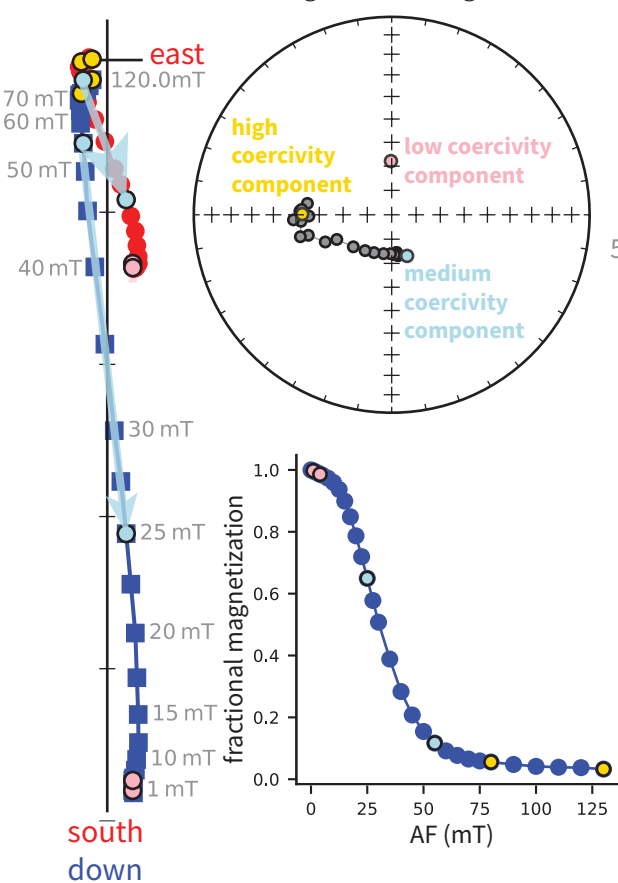 east
120.0mT
70 mT
60 mT
50 mT
40 mT
30 mT
25 mT
20 mT
15 mT
10 mT
1 mT
south
down
high
coercivity
component
low coercivity
component
medium
coercivity
component
5
fractional magnetization
1.0
0.8
0.6
0.4
0.2
0.0
0 25 50 75 100 125
AF (mT)